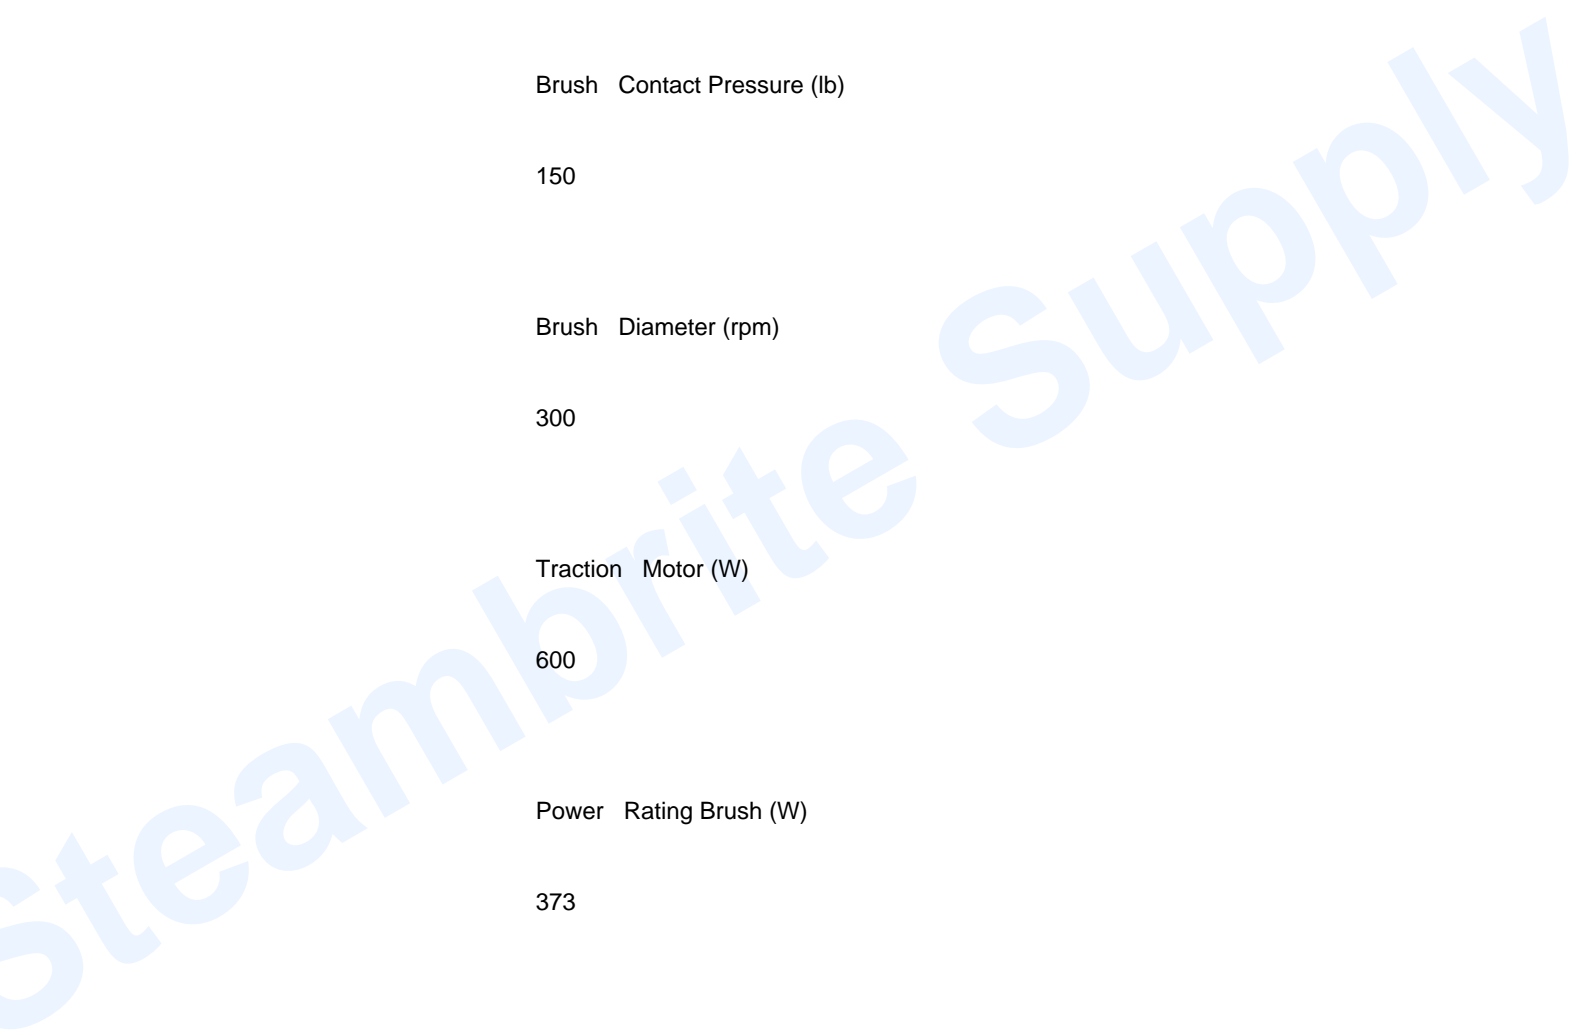 Brush Contact Pressure (lb)
150
Brush Diameter (rpm)
300
Traction Motor (W)
600
Power Rating Brush (W)
373
Steambrite Supply